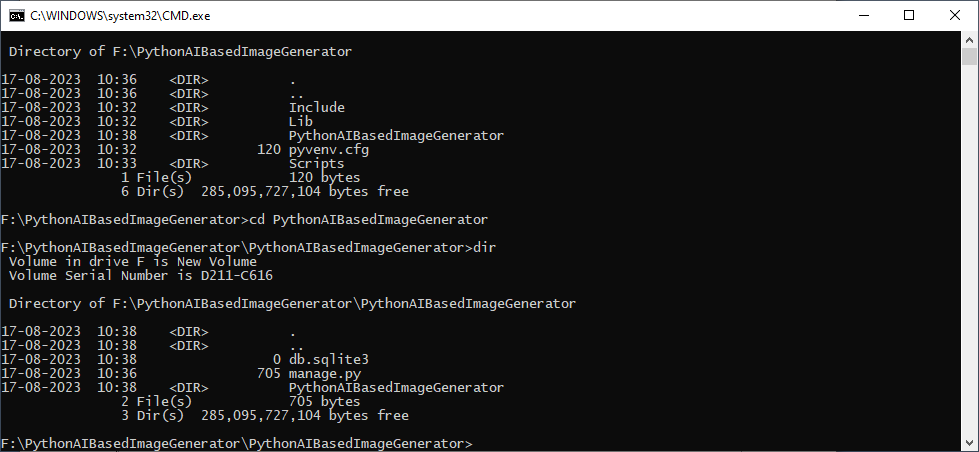 C:\WINDOWS\system32\CMD.exe
Directory of F:\PythonAIBasedImageGenerator
17-08-2023  10:36    <DIR>          .
17-08-2023  10:36    <DIR>          ..
17-08-2023  10:32    <DIR>          Include
17-08-2023  10:32    <DIR>          Lib
17-08-2023  10:38    <DIR>          PythonAIBasedImageGenerator
17-08-2023  10:32               120 pyvenv.cfg
17-08-2023  10:33    <DIR>          Scripts
               1 File(s)            120 bytes
               6 Dir(s)  285,095,727,104 bytes free
F:\PythonAIBasedImageGenerator>cd PythonAIBasedImageGenerator
F:\PythonAIBasedImageGenerator\PythonAIBasedImageGenerator>dir
Volume in drive F is New Volume
Volume Serial Number is D211-C616
Directory of F:\PythonAIBasedImageGenerator\PythonAIBasedImageGenerator
17-08-2023  10:38    <DIR>          .
17-08-2023  10:38    <DIR>          ..
17-08-2023  10:38                 0 db.sqlite3
17-08-2023  10:36               705 manage.py
17-08-2023  10:38    <DIR>          PythonAIBasedImageGenerator
               2 File(s)            705 bytes
               3 Dir(s)  285,095,727,104 bytes free
F:\PythonAIBasedImageGenerator\PythonAIBasedImageGenerator>